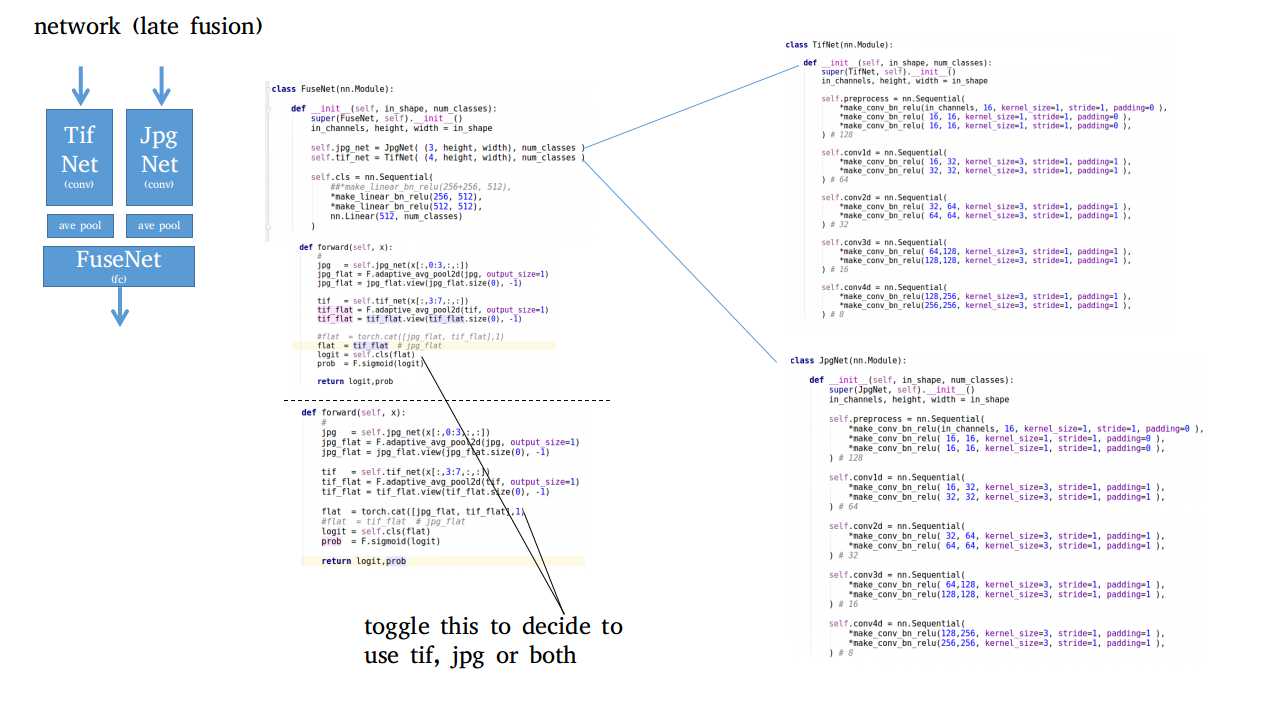 network (late fusion)
Tif
Net
(conv)
Jpg
Net
(conv)
ave pool
ave pool
FuseNet
(fc)
class FuseNet(nn.Module):
def __init__(self, in_shape, num_classes):
super(FuseNet, self).__init__()
in_channels, height, width = in_shape
self.jpg_net = JpgNet( (3, height, width), num_classes )
self.tif_net = TifNet( (4, height, width), num_classes )
self.cls = nn.Sequential(
##*make_linear_bn_relu(256+256, 512),
*make_linear_bn_relu(256, 512),
*make_linear_bn_relu(512, 512),
nn.Linear(512, num_classes)
)
def forward(self, x):
#
jpg = self.jpg_net(x[:,0:3,:,:])
jpg_flat = F.adaptive_avg_pool2d(jpg, output_size=1)
jpg_flat = jpg_flat.view(jpg_flat.size(0), -1)
tif = self.tif_net(x[:,3:7,:,:])
tif_flat = F.adaptive_avg_pool2d(tif, output_size=1)
tif_flat = tif_flat.view(tif_flat.size(0), -1)
#flat = torch.cat([jpg_flat, tif_flat],1)
flat = tif_flat # jpg_flat
logit = self.cls(flat)
prob = F.sigmoid(logit)
return logit,prob
def forward(self, x):
#
jpg = self.jpg_net(x[:,0:3,:,:])
jpg_flat = F.adaptive_avg_pool2d(jpg, output_size=1)
jpg_flat = jpg_flat.view(jpg_flat.size(0), -1)
tif = self.tif_net(x[:,3:7,:,:])
tif_flat = F.adaptive_avg_pool2d(tif, output_size=1)
tif_flat = tif_flat.view(tif_flat.size(0), -1)
flat = torch.cat([jpg_flat, tif_flat],1)
#flat = tif_flat # jpg_flat
logit = self.cls(flat)
prob = F.sigmoid(logit)
return logit,prob
toggle this to decide to
use tif, jpg or both
class TifNet(nn.Module):
def __init__(self, in_shape, num_classes):
super(TifNet, self).__init__()
in_channels, height, width = in_shape
self.preprocess = nn.Sequential(
*make_conv_bn_relu(in_channels, 16, kernel_size=1, stride=1, padding=0 ),
*make_conv_bn_relu( 16, 16, kernel_size=1, stride=1, padding=0 ),
*make_conv_bn_relu( 16, 16, kernel_size=1, stride=1, padding=0 ),
) # 128
self.conv1d = nn.Sequential(
*make_conv_bn_relu( 16, 32, kernel_size=3, stride=1, padding=1 ),
*make_conv_bn_relu( 32, 32, kernel_size=3, stride=1, padding=1 ),
) # 64
self.conv2d = nn.Sequential(
*make_conv_bn_relu( 32, 64, kernel_size=3, stride=1, padding=1 ),
*make_conv_bn_relu( 64, 64, kernel_size=3, stride=1, padding=1 ),
) # 32
self.conv3d = nn.Sequential(
*make_conv_bn_relu( 64,128, kernel_size=3, stride=1, padding=1 ),
*make_conv_bn_relu(128,128, kernel_size=3, stride=1, padding=1 ),
) # 16
self.conv4d = nn.Sequential(
*make_conv_bn_relu(128,256, kernel_size=3, stride=1, padding=1 ),
*make_conv_bn_relu(256,256, kernel_size=3, stride=1, padding=1 ),
) # 8
class JpgNet(nn.Module):
def __init__(self, in_shape, num_classes):
super(JpgNet, self).__init__()
in_channels, height, width = in_shape
self.preprocess = nn.Sequential(
*make_conv_bn_relu(in_channels, 16, kernel_size=1, stride=1, padding=0 ),
*make_conv_bn_relu( 16, 16, kernel_size=1, stride=1, padding=0 ),
*make_conv_bn_relu( 16, 16, kernel_size=1, stride=1, padding=0 ),
) # 128
self.conv1d = nn.Sequential(
*make_conv_bn_relu( 16, 32, kernel_size=3, stride=1, padding=1 ),
*make_conv_bn_relu( 32, 32, kernel_size=3, stride=1, padding=1 ),
) # 64
self.conv2d = nn.Sequential(
*make_conv_bn_relu( 32, 64, kernel_size=3, stride=1, padding=1 ),
*make_conv_bn_relu( 64, 64, kernel_size=3, stride=1, padding=1 ),
) # 32
self.conv3d = nn.Sequential(
*make_conv_bn_relu( 64,128, kernel_size=3, stride=1, padding=1 ),
*make_conv_bn_relu(128,128, kernel_size=3, stride=1, padding=1 ),
) # 16
self.conv4d = nn.Sequential(
*make_conv_bn_relu(128,256, kernel_size=3, stride=1, padding=1 ),
*make_conv_bn_relu(256,256, kernel_size=3, stride=1, padding=1 ),
) # 8